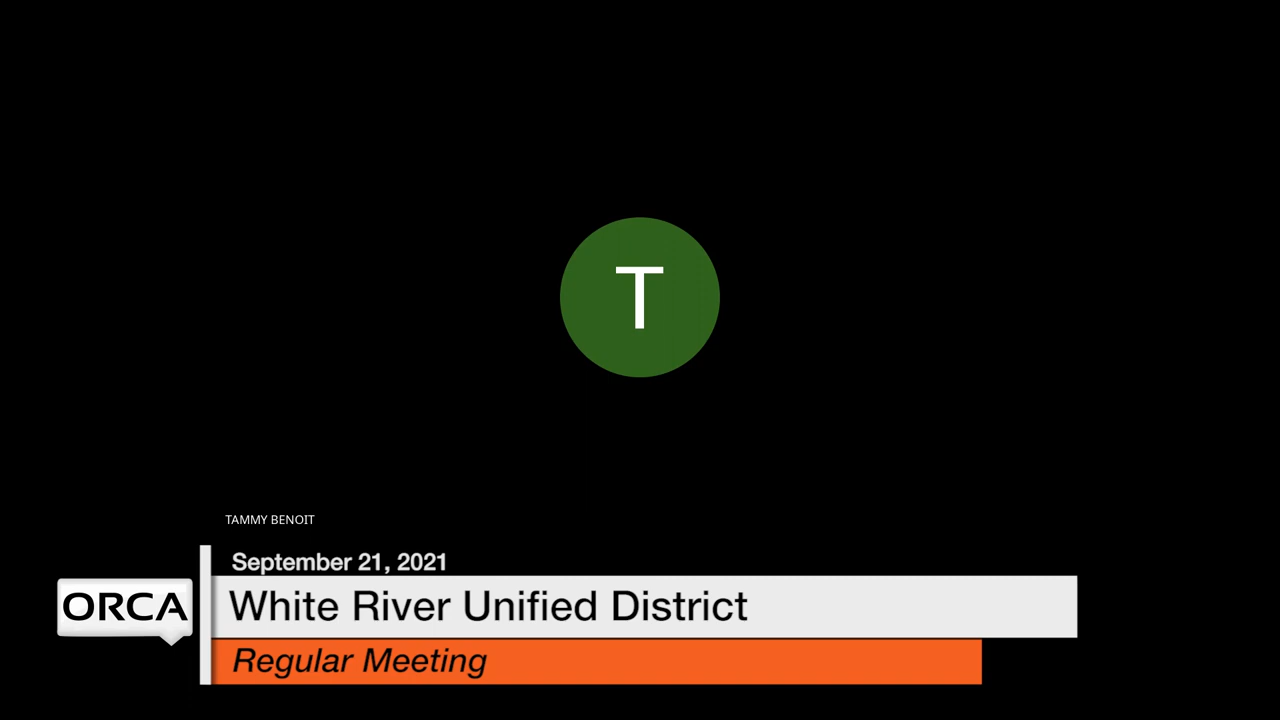 T
TAMMY BENOIT
September 21, 2021
ORCA
White River Unified District
Regular Meeting